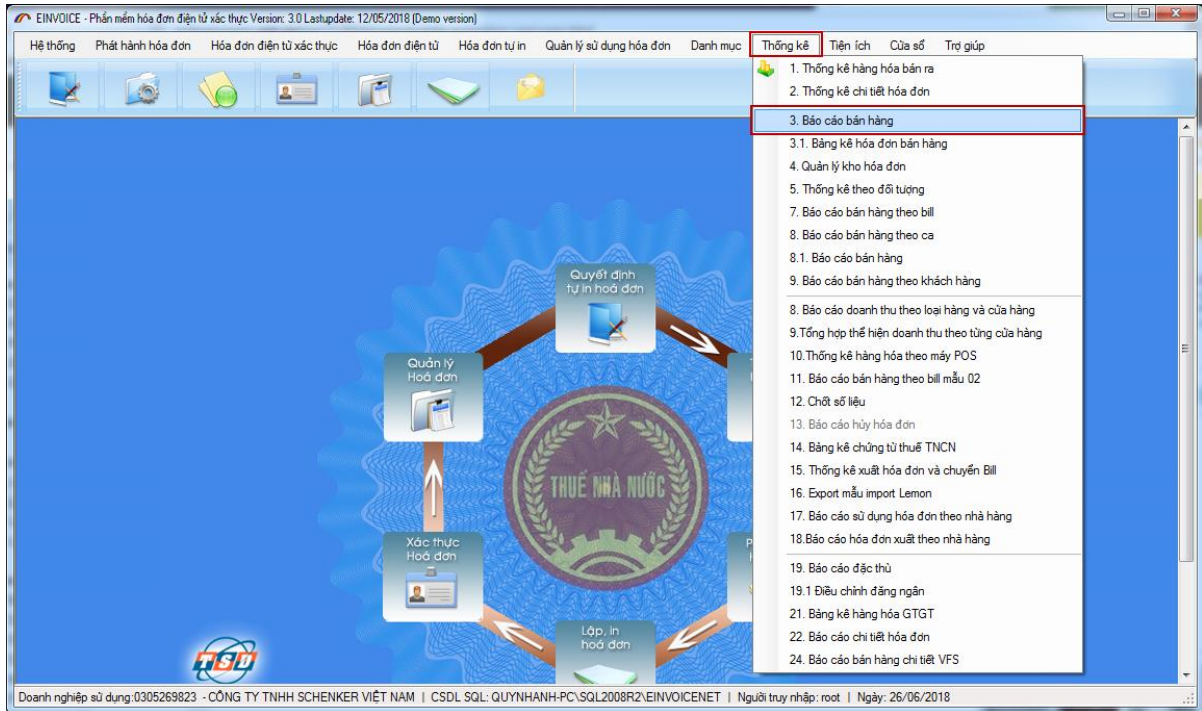 EINVOICE - Phần mềm hóa đơn điện tử xác thực Version: 3.0 Lastupdate: 12/05/2018 (Demo version)
Hệ thống Phát hành hóa đơn Hóa đơn điện tử xác thực Hóa đơn điện tử Hóa đơn tự in Quản lý sử dụng hóa đơn Danh mục Thống kê Tiện ích Cửa sổ Trợ giúp
1. Thống kê hàng hóa bán ra
2. Thống kê chi tiết hóa đơn
3. Báo cáo bán hàng
3.1. Bảng kê hóa đơn bán hàng
4. Quản lý kho hóa đơn
5. Thống kê theo đối tượng
7. Báo cáo bán hàng theo bill
8. Báo cáo bán hàng theo ca
8.1. Báo cáo bán hàng
9. Báo cáo bán hàng theo khách hàng
8. Báo cáo doanh thu theo loại hàng và cửa hàng
9.Tổng hợp thể hiện doanh thu theo từng cửa hàng
10.Thống kê hàng hóa theo máy POS
11. Báo cáo bán hàng theo bill mẫu 02
12. Chốt số liệu
13. Báo cáo hủy hóa đơn
14. Bảng kê chứng từ thuế TNCN
15. Thống kê xuất hóa đơn và chuyển Bill
16. Export mẫu import Lemon
17. Báo cáo sử dụng hóa đơn theo nhà hàng
18.Báo cáo hóa đơn xuất theo nhà hàng
19. Báo cáo đặc thù
19.1 Điều chỉnh đăng ngân
21. Bảng kê hàng hóa GTGT
22. Báo cáo chi tiết hóa đơn
24. Báo cáo bán hàng chi tiết VFS
Quyết định
tự in hoá đơn
Quản lý
Hoá đơn
THUẾ NHÀ NƯỚC
Xác thực
Hoá đơn
Lập, in
hoá đơn
TSD
Doanh nghiệp sử dụng:0305269823 - CÔNG TY TNHH SCHENKER VIỆT NAM | CSDL SQL: QUYNHANH-PC\SQL2008R2\EINVOICENET | Người truy nhập: root | Ngày: 26/06/2018